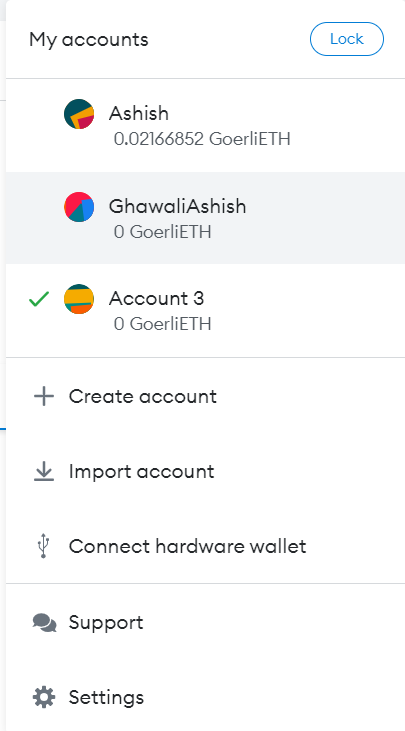 My accounts
Lock
Ashish
0.02166852 GoerliETH
GhawaliAshish
0 GoerliETH
Account 3
0 GoerliETH
Create account
Import account
Connect hardware wallet
Support
Settings